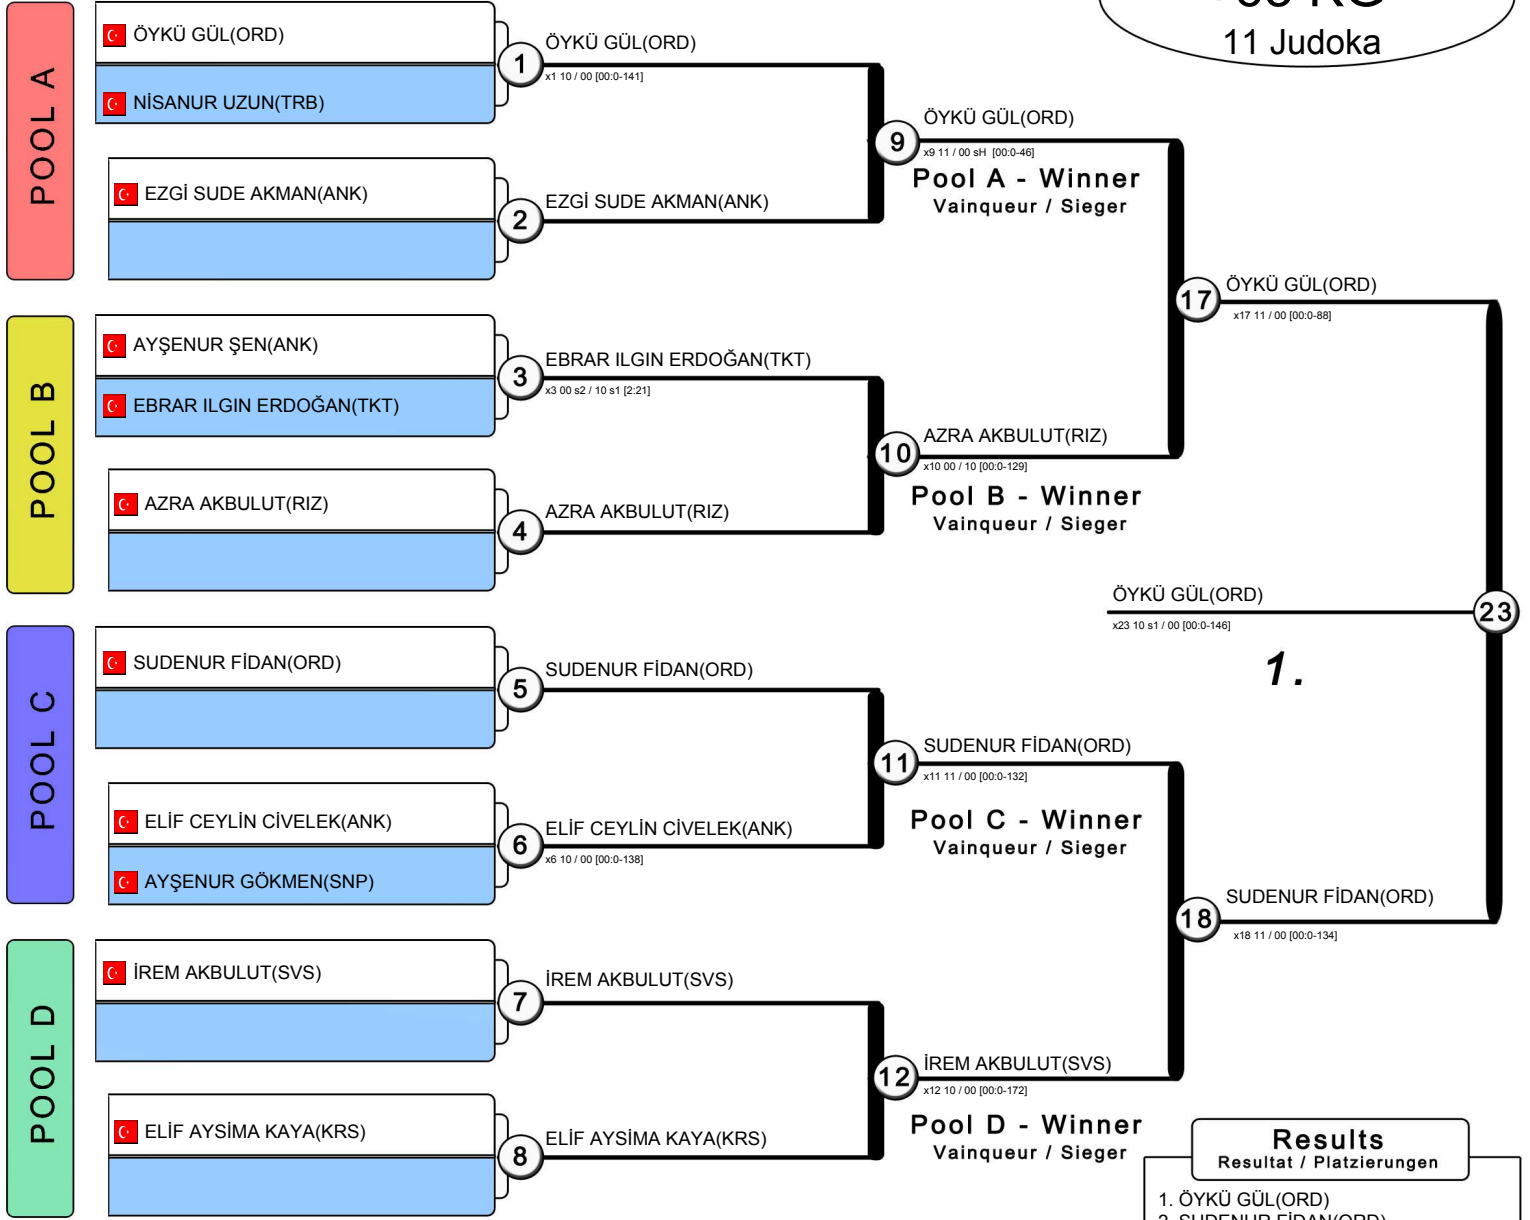 KG
11 Judoka
POOL A
ÖYKÜ GÜL(ORD)
NİSANUR UZUN(TRB)
1
ÖYKÜ GÜL(ORD)
x1 10 / 00 [00:0-141]
EZGİ SUDE AKMAN(ANK)
2
EZGİ SUDE AKMAN(ANK)
9
ÖYKÜ GÜL(ORD)
x9 11 / 00 sH [00:0-46]
Pool A - Winner
Vainqueur / Sieger
POOL B
AYŞENUR ŞEN(ANK)
EBRAR ILGIN ERDOĞAN(TKT)
3
EBRAR ILGIN ERDOĞAN(TKT)
x3 00 s2 / 10 s1 [2:21]
AZRA AKBULUT(RIZ)
4
AZRA AKBULUT(RIZ)
10
AZRA AKBULUT(RIZ)
x10 00 / 10 [00:0-129]
Pool B - Winner
Vainqueur / Sieger
17
ÖYKÜ GÜL(ORD)
x17 11 / 00 [00:0-88]
ÖYKÜ GÜL(ORD)
x23 10 s1 / 00 [00:0-146]
23
1.
POOL C
SUDENUR FİDAN(ORD)
5
SUDENUR FİDAN(ORD)
ELİF CEYLİN CİVELEK(ANK)
AYŞENUR GÖKMEN(SNP)
6
ELİF CEYLİN CİVELEK(ANK)
x6 10 / 00 [00:0-138]
11
SUDENUR FİDAN(ORD)
x11 11 / 00 [00:0-132]
Pool C - Winner
Vainqueur / Sieger
18
SUDENUR FİDAN(ORD)
x18 11 / 00 [00:0-134]
POOL D
İREM AKBULUT(SVS)
7
İREM AKBULUT(SVS)
ELİF AYSİMA KAYA(KRS)
8
ELİF AYSİMA KAYA(KRS)
12
İREM AKBULUT(SVS)
x12 10 / 00 [00:0-172]
Pool D - Winner
Vainqueur / Sieger
Results
Resultat / Platzierungen
1. ÖYKÜ GÜL(ORD)
2. SUDENUR FİDAN(ORD)